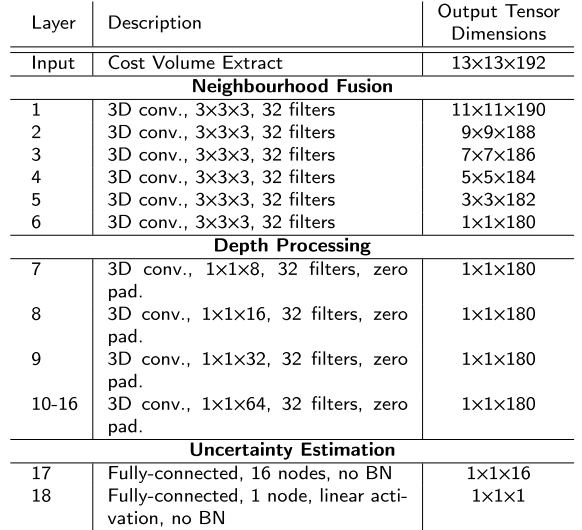 Layer Description Output Tensor Dimensions
Input Cost Volume Extract 13×13×192
Neighbourhood Fusion
1 3D conv., 3×3×3, 32 filters 11×11×190
2 3D conv., 3×3×3, 32 filters 9×9×188
3 3D conv., 3×3×3, 32 filters 7×7×186
4 3D conv., 3×3×3, 32 filters 5×5×184
5 3D conv., 3×3×3, 32 filters 3×3×182
6 3D conv., 3×3×3, 32 filters 1×1×180
Depth Processing
7 3D conv., 1×1×8, 32 filters, zero 1×1×180
pad.
8 3D conv., 1×1×16, 32 filters, zero 1×1×180
pad.
9 3D conv., 1×1×32, 32 filters, zero 1×1×180
pad.
10-16 3D conv., 1×1×64, 32 filters, zero 1×1×180
pad.
Uncertainty Estimation
17 Fully-connected, 16 nodes, no BN 1×1×16
18 Fully-connected, 1 node, linear acti- 1×1×1
vation, no BN